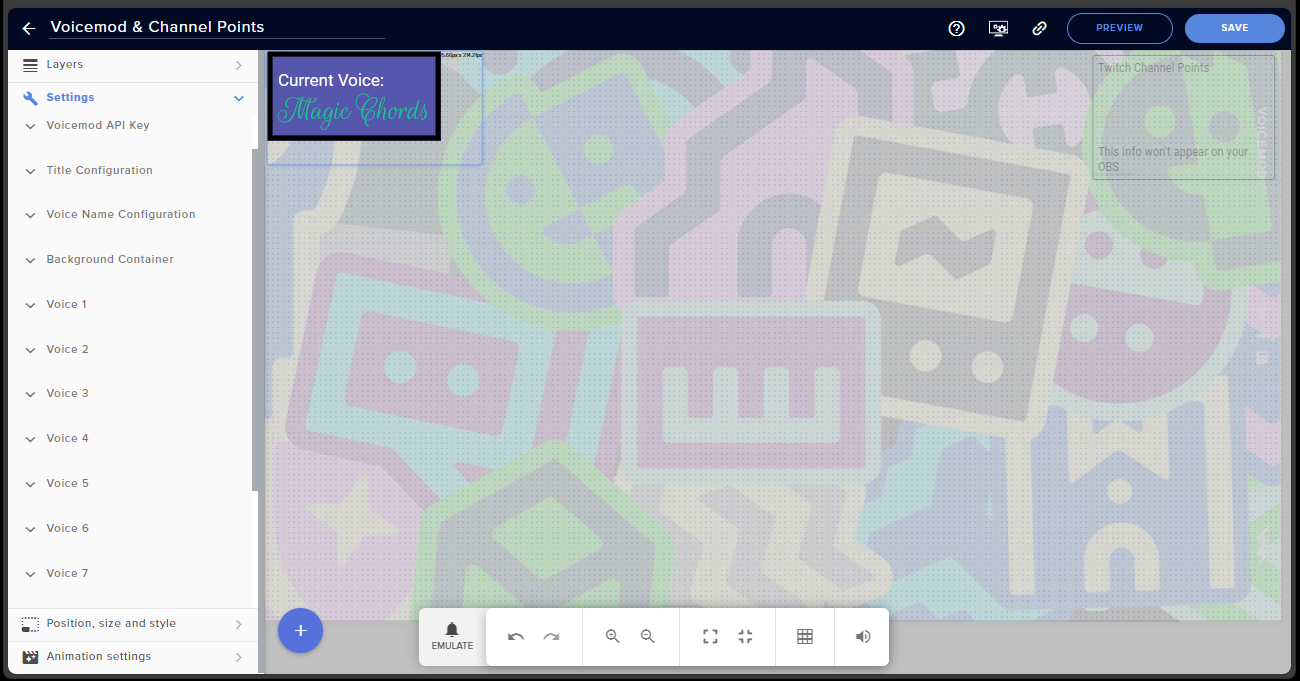 Voicemod & Channel Points
PREVIEW
SAVE
Layers
Settings
Voicemod API Key
Title Configuration
Voice Name Configuration
Background Container
Voice 1
Voice 2
Voice 3
Voice 4
Voice 5
Voice 6
Voice 7
Position, size and style
Animation settings
Current Voice:
Magic Chords
Twitch Channel Points
This info won't appear on your
OBS
EMULATE